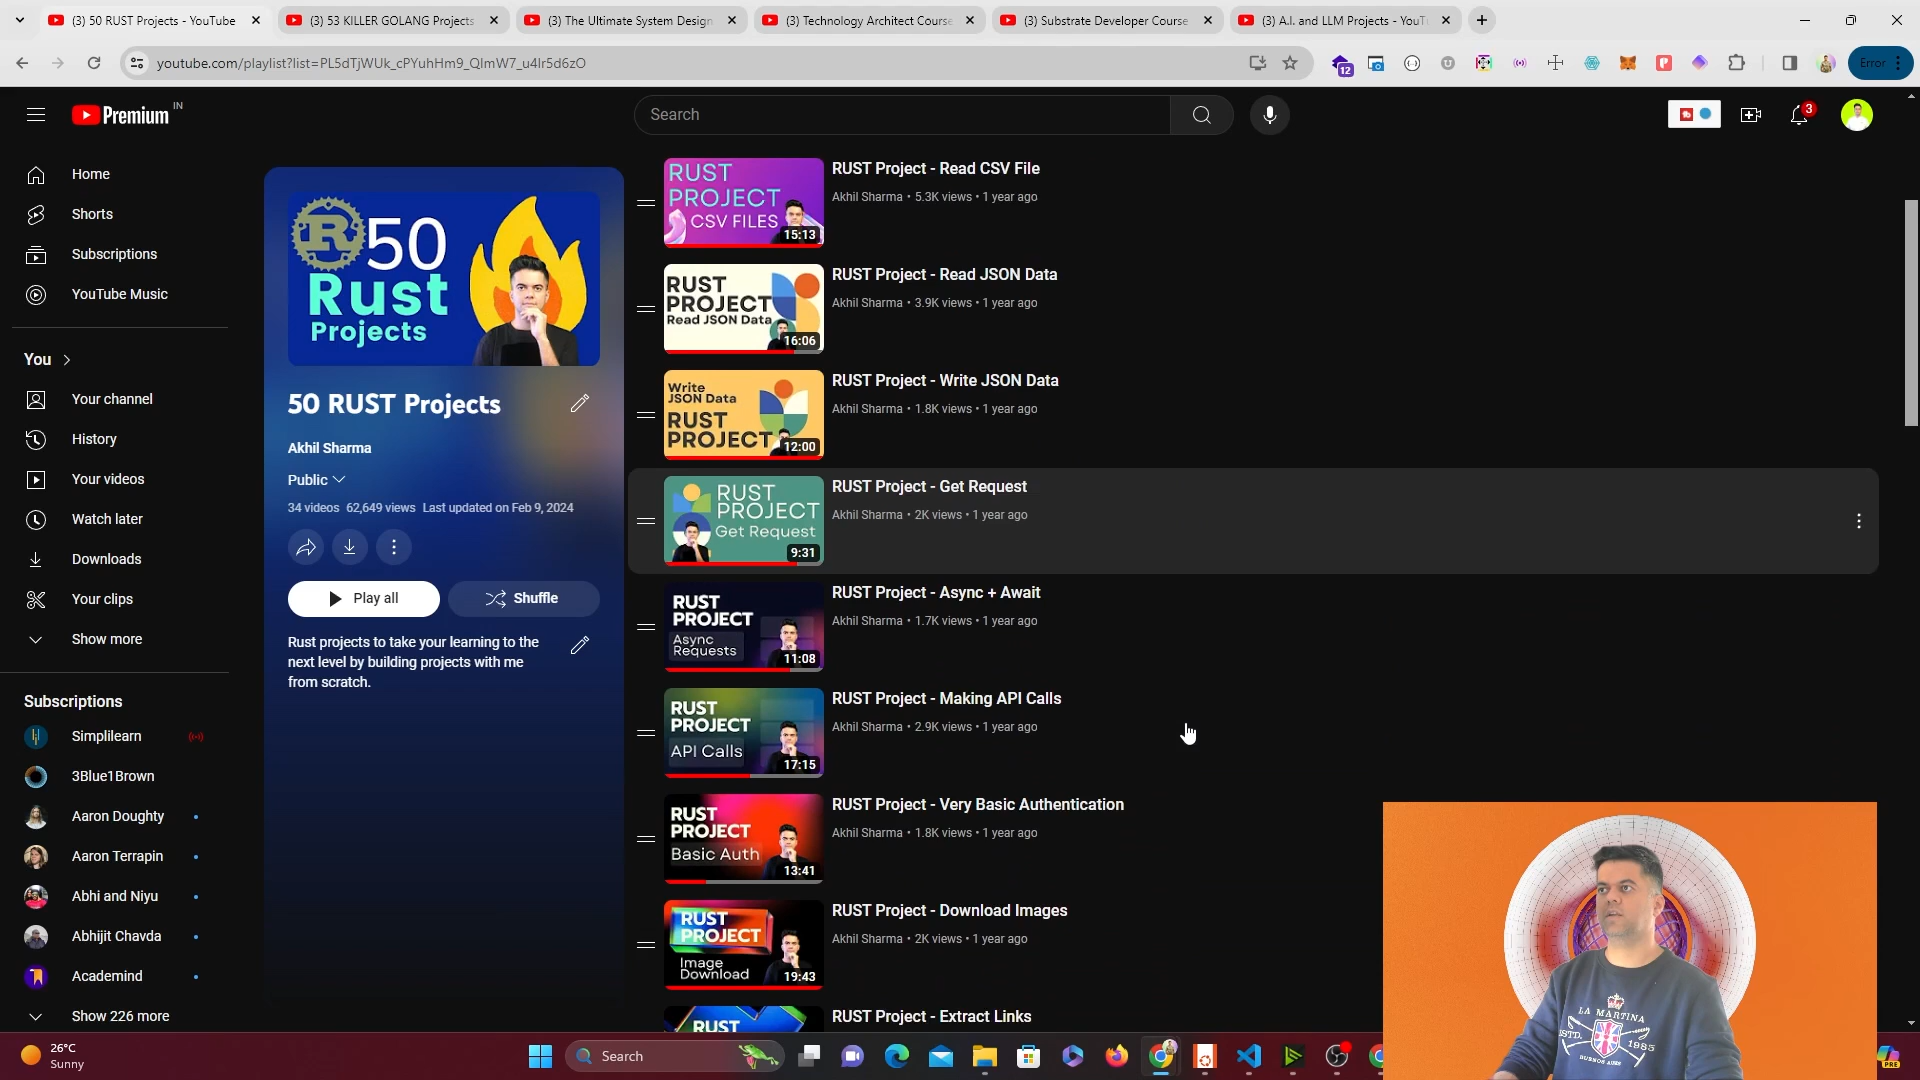 (3) 50 RUST Projects - YouTube
(3) 53 KILLER GOLANG Projects
(3) The Ultimate System Design
(3) Technology Architect Course
(3) Substrate Developer Course
(3) A.I. and LLM Projects - YouT
youtube.com/playlist?list=PL5dTjWUk_cPYuhHm9_QlmW7_u4lr5d6zO
12
Error
Premium
IN
Search
3
Home
Shorts
Subscriptions
YouTube Music
You
Your channel
History
Your videos
Watch later
Downloads
Your clips
Show more
Subscriptions
Simplilearn
3Blue1Brown
Aaron Doughty
Aaron Terrapin
Abhi and Niyu
Abhijit Chavda
Academind
Show 226 more
R 50
Rust
Projects
50 RUST Projects
Akhil Sharma
Public
34 videos 62,649 views Last updated on Feb 9, 2024
Play all
Shuffle
Rust projects to take your learning to the
next level by building projects with me
from scratch.
RUST
PROJECT
CSV FILES
15:13
RUST Project - Read CSV File
Akhil Sharma • 5.3K views • 1 year ago
RUST
PROJECT
Read JSON Data
16:06
RUST Project - Read JSON Data
Akhil Sharma • 3.9K views • 1 year ago
Write
JSON Data
RUST
PROJECT
12:00
RUST Project - Write JSON Data
Akhil Sharma • 1.8K views • 1 year ago
RUST
PROJECT
Get Request
9:31
RUST Project - Get Request
Akhil Sharma • 2K views • 1 year ago
RUST
PROJECT
Async
Requests
11:08
RUST Project - Async + Await
Akhil Sharma • 1.7K views • 1 year ago
RUST
PROJECT
API Calls
17:15
RUST Project - Making API Calls
Akhil Sharma • 2.9K views • 1 year ago
RUST
PROJECT
Basic Auth
13:41
RUST Project - Very Basic Authentication
Akhil Sharma • 1.8K views • 1 year ago
RUST
PROJECT
Image
Download
19:43
RUST Project - Download Images
Akhil Sharma • 2K views • 1 year ago
RUST
RUST Project - Extract Links
LA MARTINA
ESTD.
1985
BUENOS AIRES
26°C
Sunny
Search
PRE